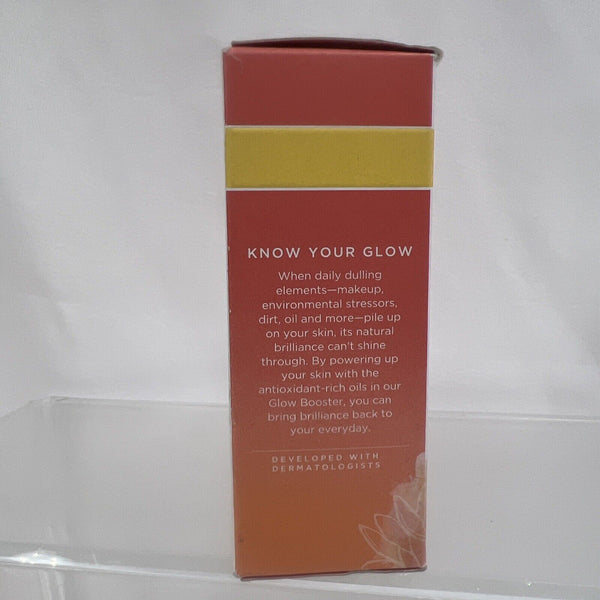 KNOW YOUR GLOW
When daily dulling
elements—makeup,
environmental stressors,
dirt, oil and more—pile up
on your skin, its natural
brilliance can't shine
through. By powering up
your skin with the
antioxidant-rich oils in our
Glow Booster, you can
bring brilliance back to
your everyday.
DEVELOPED WITH
DERMATOLOGISTS